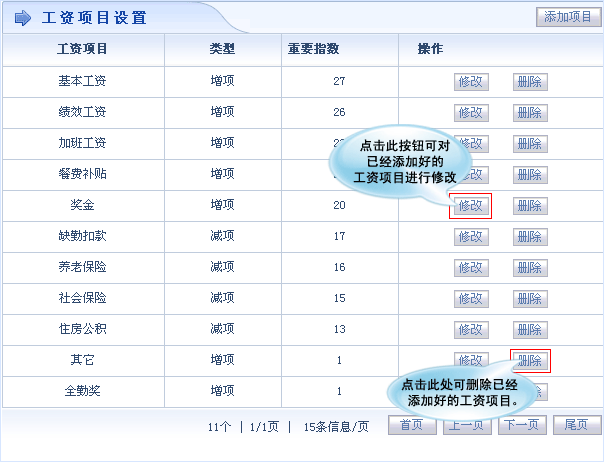 工资项目设置 添加项目
工资项目 类型 重要指数 操作
基本工资 增项 27 修改 删除
绩效工资 增项 26 修改 删除
加班工资 增项 修改 删除
餐费补贴 增项 修改 删除
奖金 增项 20 修改 删除
缺勤扣款 减项 17 修改 删除
养老保险 减项 16 修改 删除
社会保险 减项 15 修改 删除
住房公积 减项 13 修改 删除
其它 增项 1 修改 删除
全勤奖 增项 1
点击此按钮可对
已经添加好的
工资项目进行修改
点击此处可删除已经
添加好的工资项目。
11个 | 1/1页 | 15条信息/页 首页 上一页 下一页 尾页